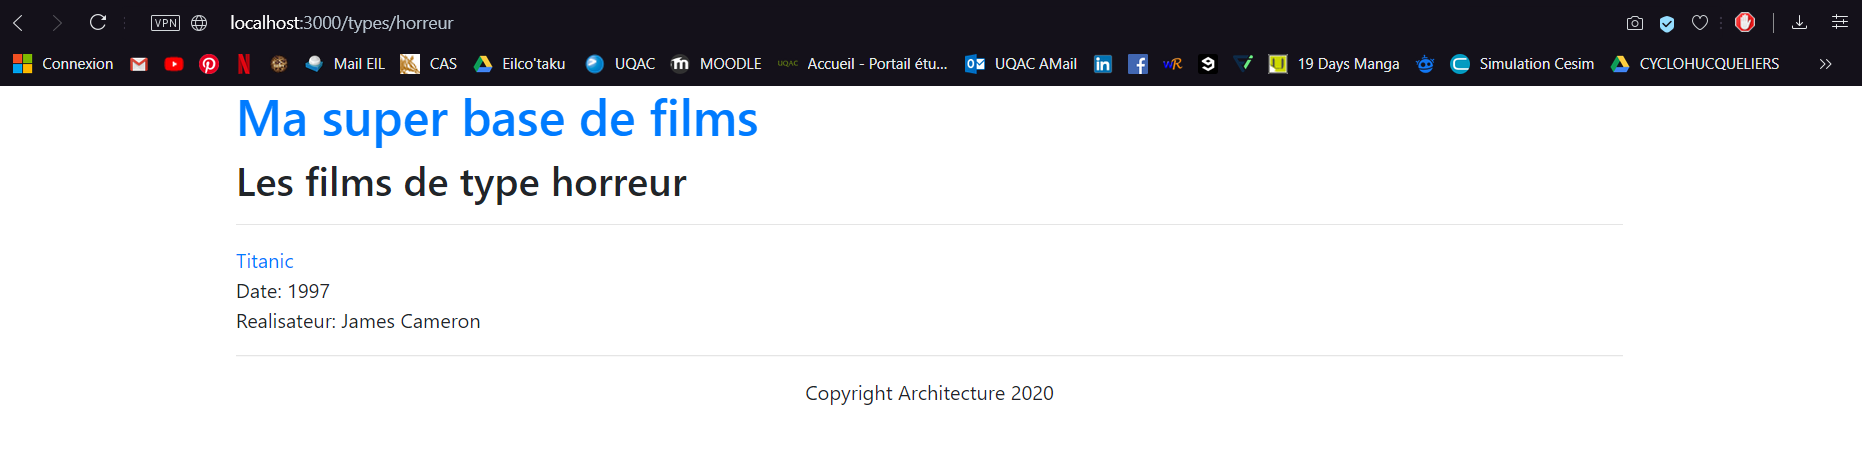 VPN localhost:3000/types/horreur
Connexion Mail EIL CAS Eilco'taku UQAC MOODLE UQAC Accueil - Portail étu... UQAC AMail 19 Days Manga Simulation Cesim CYCLOHUCQUELIERS
Ma super base de films
Les films de type horreur
Titanic
Date: 1997
Realisateur: James Cameron
Copyright Architecture 2020